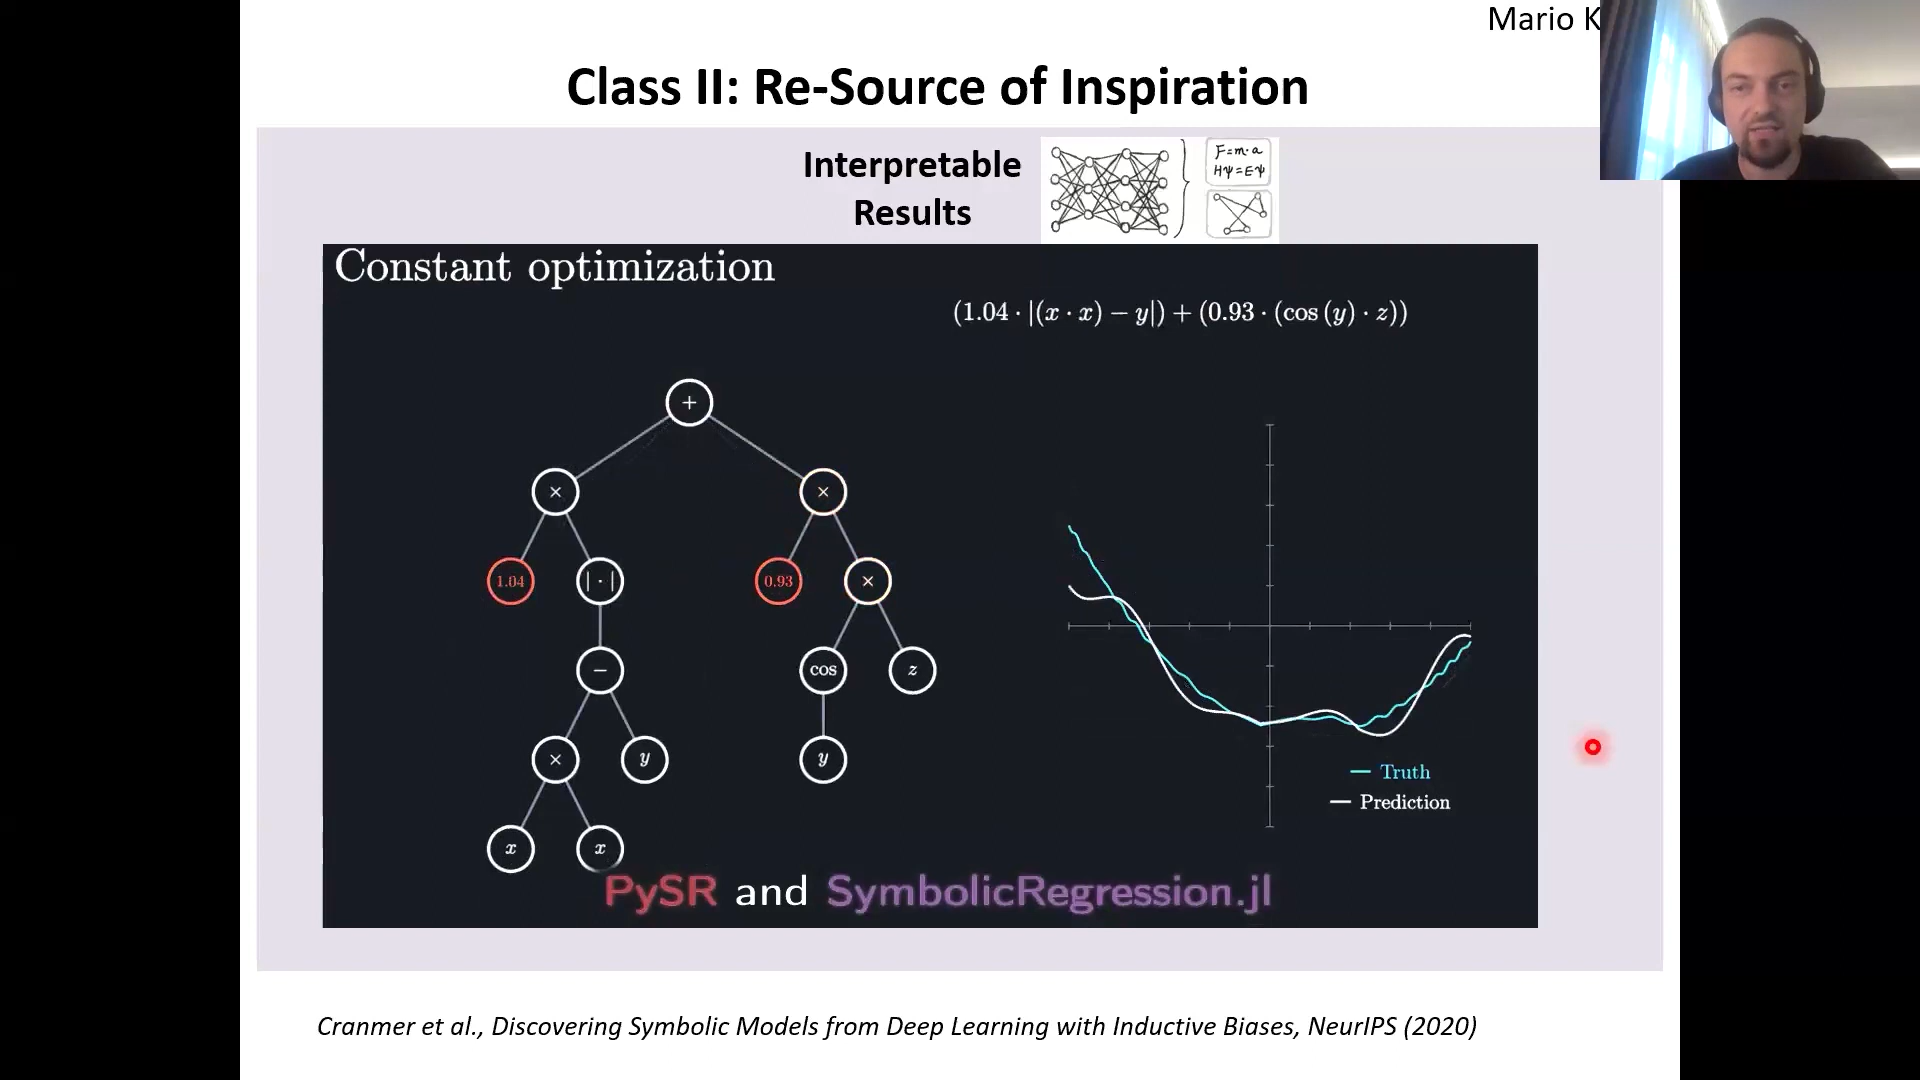 Mario K
Class II: Re-Source of Inspiration
Interpretable
Results
F=m·a
Hψ=Eψ
Constant optimization
(1.04 · |(x · x) − y|) + (0.93 · (cos (y) · z))
+
× ×
1.04 | · | 0.93 ×
− cos z
× y y
x x
Truth
Prediction
PySR and SymbolicRegression.jl
Cranmer et al., Discovering Symbolic Models from Deep Learning with Inductive Biases, NeurIPS (2020)